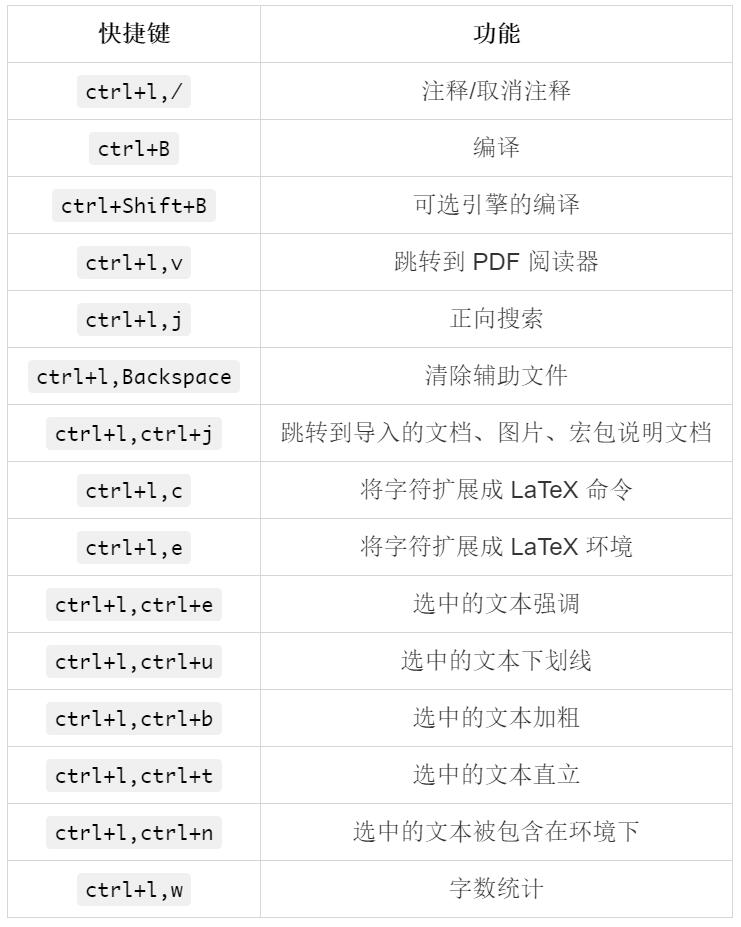 快捷键 功能
ctrl+l,/ 注释/取消注释
ctrl+B 编译
ctrl+Shift+B 可选引擎的编译
ctrl+l,v 跳转到 PDF 阅读器
ctrl+l,j 正向搜索
ctrl+l,Backspace 清除辅助文件
ctrl+l,ctrl+j 跳转到导入的文档、图片、宏包说明文档
ctrl+l,c 将字符扩展成 LaTeX 命令
ctrl+l,e 将字符扩展成 LaTeX 环境
ctrl+l,ctrl+e 选中的文本强调
ctrl+l,ctrl+u 选中的文本下划线
ctrl+l,ctrl+b 选中的文本加粗
ctrl+l,ctrl+t 选中的文本直立
ctrl+l,ctrl+n 选中的文本被包含在环境下
ctrl+l,w 字数统计